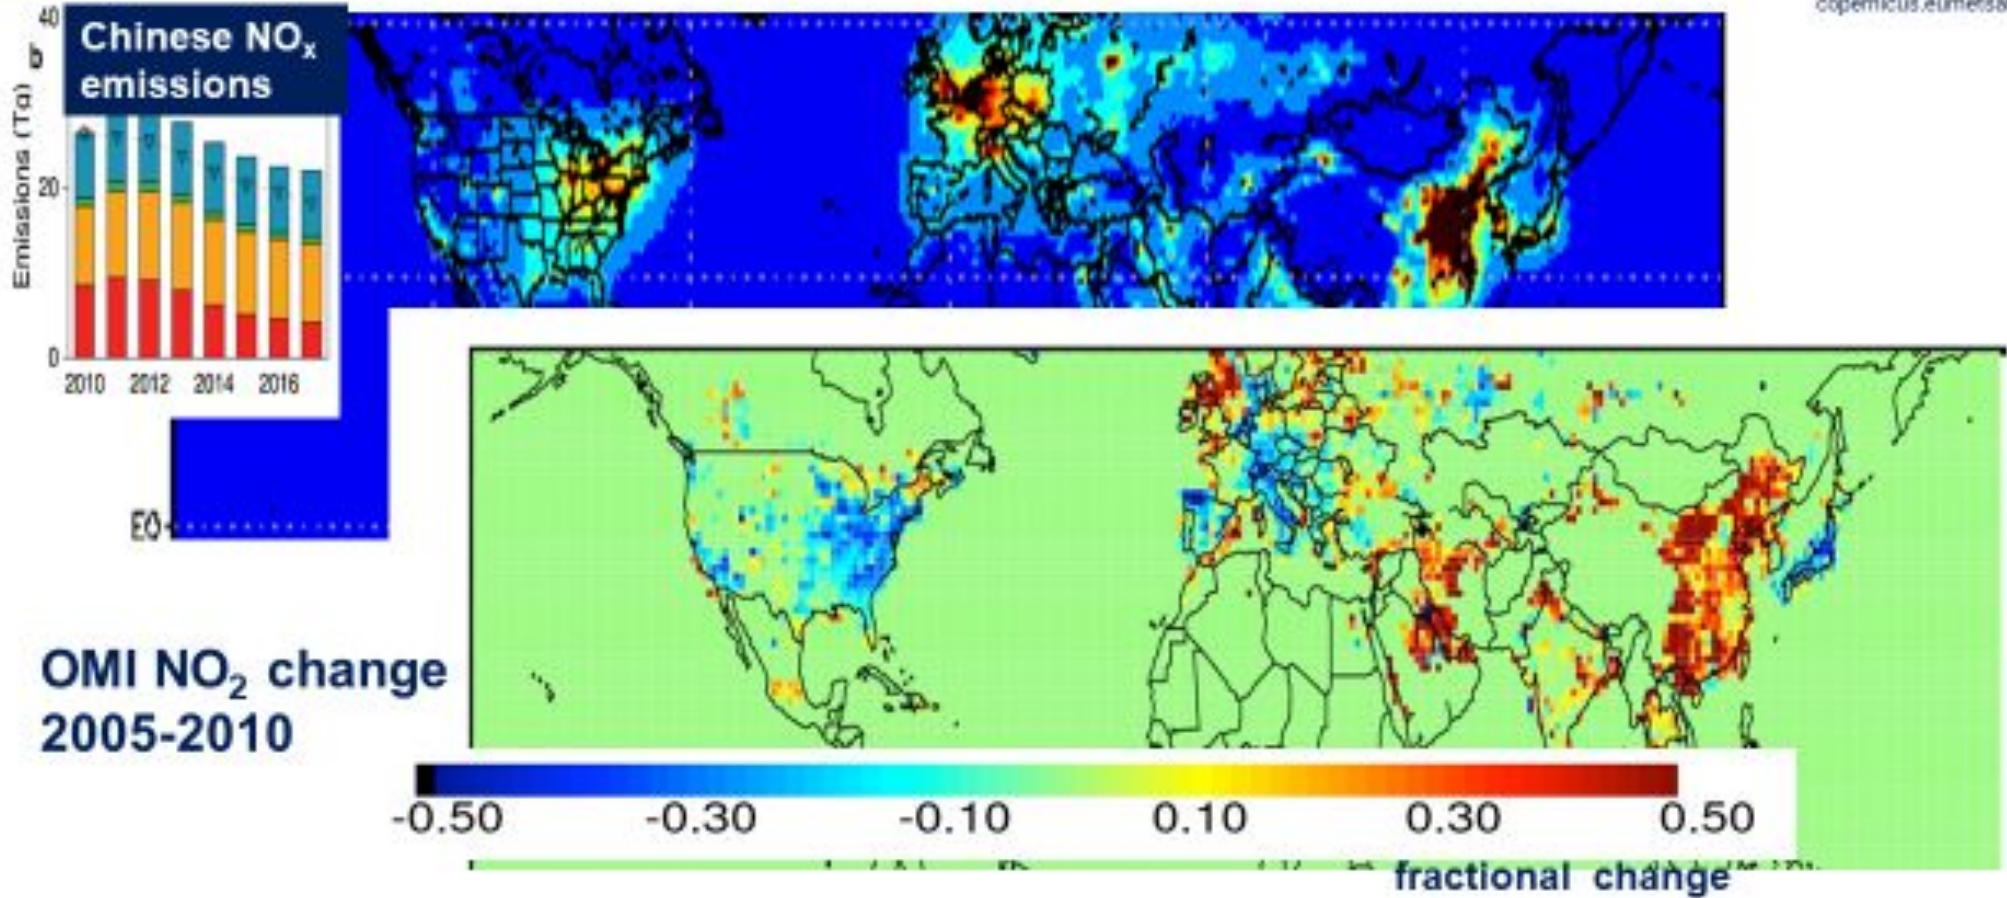 copernicus.eumetsa
40
Chinese NOx
emissions
Emissions (Tg)
20
0
2010 2012 2014 2016
EQ
OMI NO2 change
2005-2010
-0.50 -0.30 -0.10 0.10 0.30 0.50
fractional change